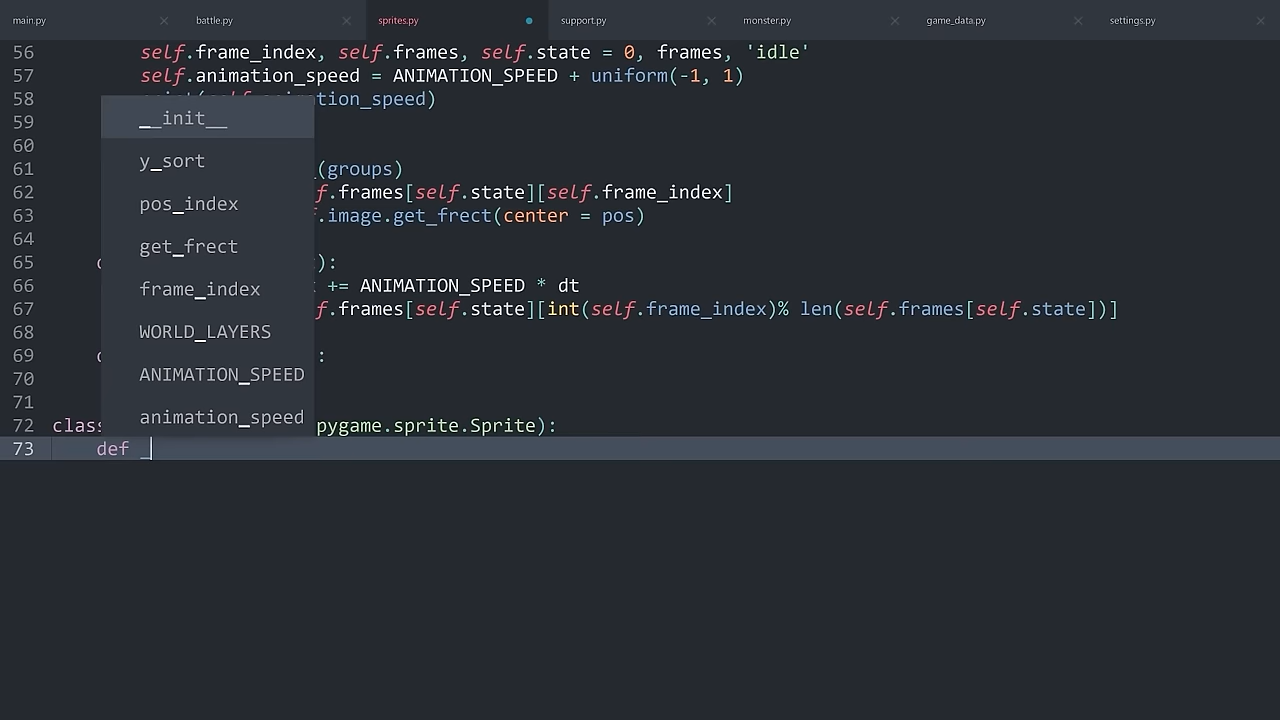 main.py battle.py sprites.py support.py monster.py game_data.py settings.py
56 self.frame_index, self.frames, self.state = 0, frames, 'idle'
57 self.animation_speed = ANIMATION_SPEED + uniform(-1, 1)
58 print(self.animation_speed)
59
60
61 (groups)
62 f.frames[self.state][self.frame_index]
63 f.image.get_frect(center = pos)
64
65 ):
66 += ANIMATION_SPEED * dt
67 f.frames[self.state][int(self.frame_index)% len(self.frames[self.state])]
68
69 :
70
71
72 class pygame.sprite.Sprite):
73 def _
__init__
y_sort
pos_index
get_frect
frame_index
WORLD_LAYERS
ANIMATION_SPEED
animation_speed